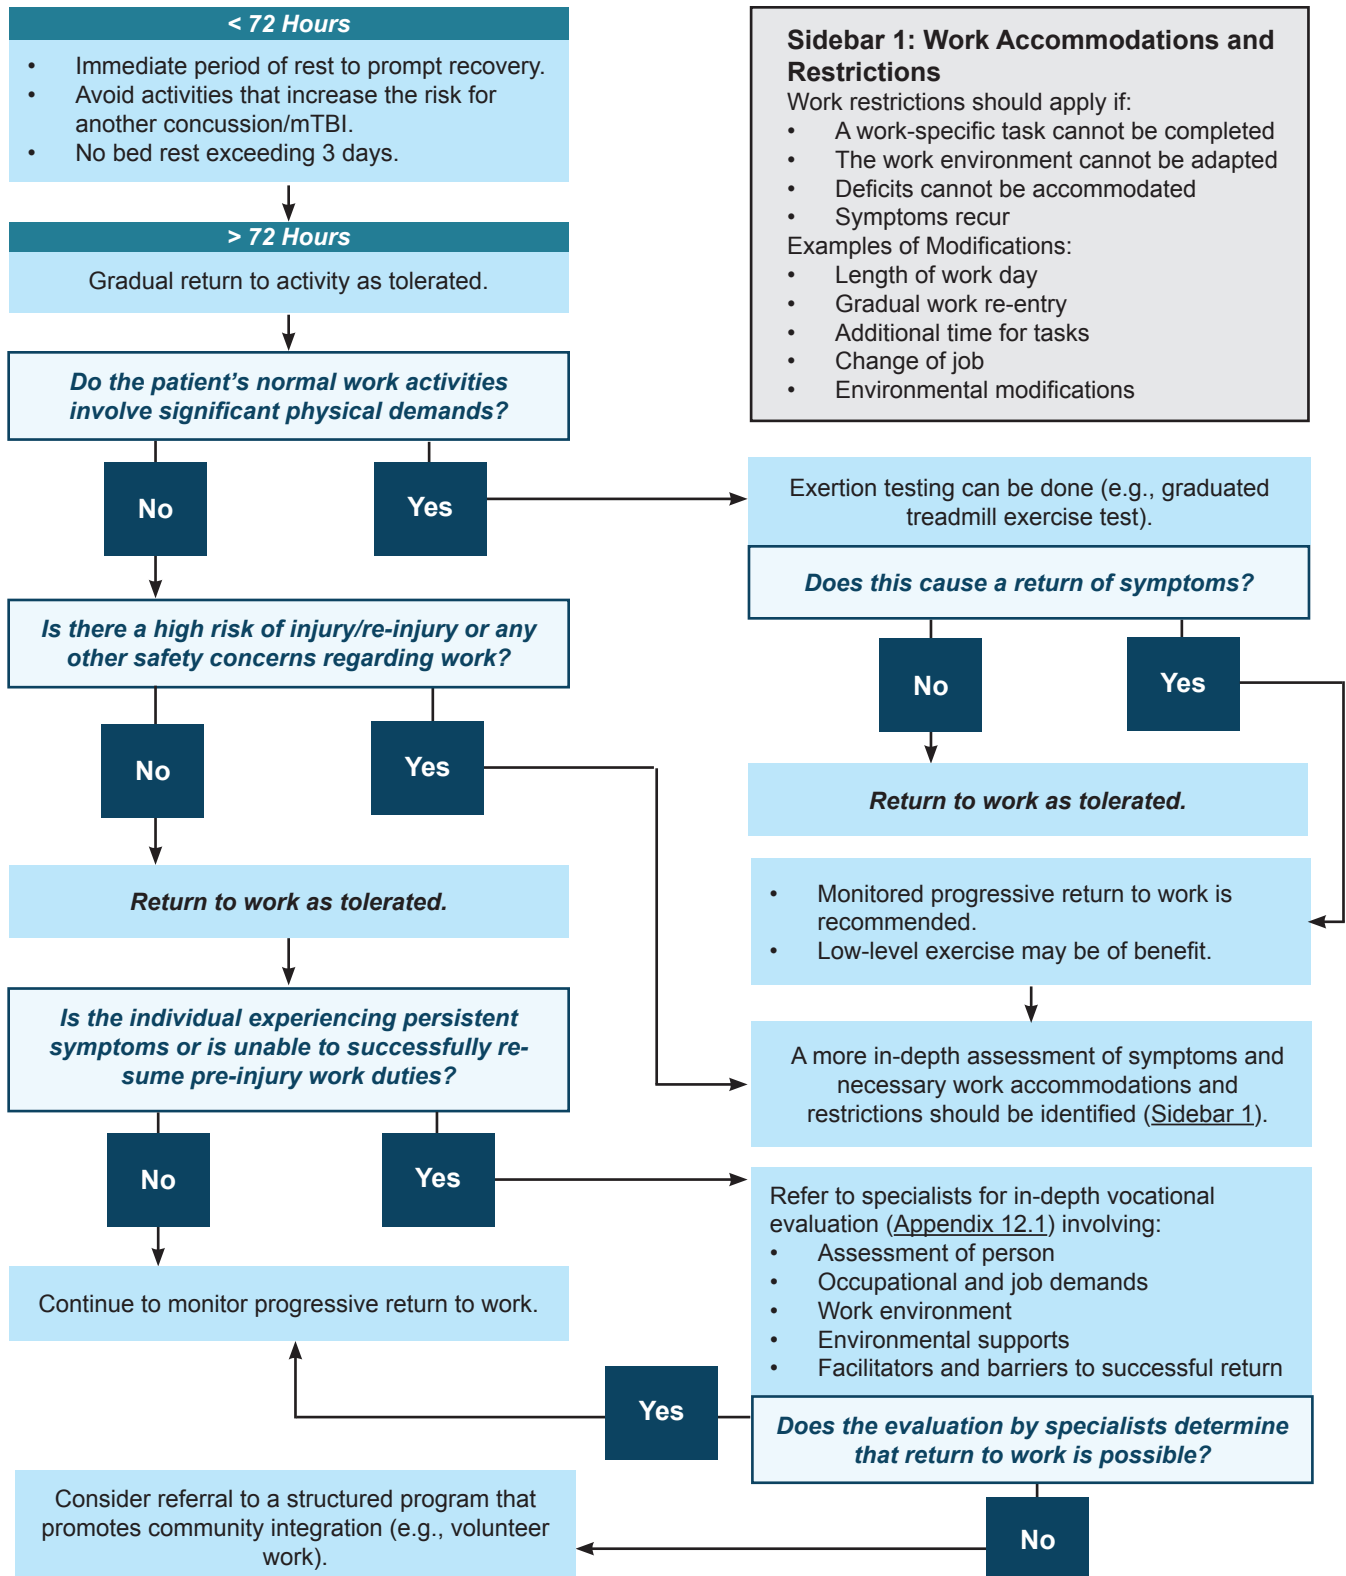 < 72 Hours
• Immediate period of rest to prompt recovery.
• Avoid activities that increase the risk for
another concussion/mTBI.
• No bed rest exceeding 3 days.
> 72 Hours
Gradual return to activity as tolerated.
Do the patient's normal work activities
involve significant physical demands?
No
Yes
Is there a high risk of injury/re-injury or any
other safety concerns regarding work?
No
Yes
Return to work as tolerated.
Is the individual experiencing persistent
symptoms or is unable to successfully re-
sume pre-injury work duties?
No
Yes
Continue to monitor progressive return to work.
Sidebar 1: Work Accommodations and
Restrictions
Work restrictions should apply if:
• A work-specific task cannot be completed
• The work environment cannot be adapted
• Deficits cannot be accommodated
• Symptoms recur
Examples of Modifications:
• Length of work day
• Gradual work re-entry
• Additional time for tasks
• Change of job
• Environmental modifications
Exertion testing can be done (e.g., graduated
treadmill exercise test).
Does this cause a return of symptoms?
No
Yes
Return to work as tolerated.
• Monitored progressive return to work is
recommended.
• Low-level exercise may be of benefit.
A more in-depth assessment of symptoms and
necessary work accommodations and
restrictions should be identified (Sidebar 1).
Refer to specialists for in-depth vocational
evaluation (Appendix 12.1) involving:
• Assessment of person
• Occupational and job demands
• Work environment
• Environmental supports
• Facilitators and barriers to successful return
Does the evaluation by specialists determine
that return to work is possible?
Yes
No
Consider referral to a structured program that
promotes community integration (e.g., volunteer
work).